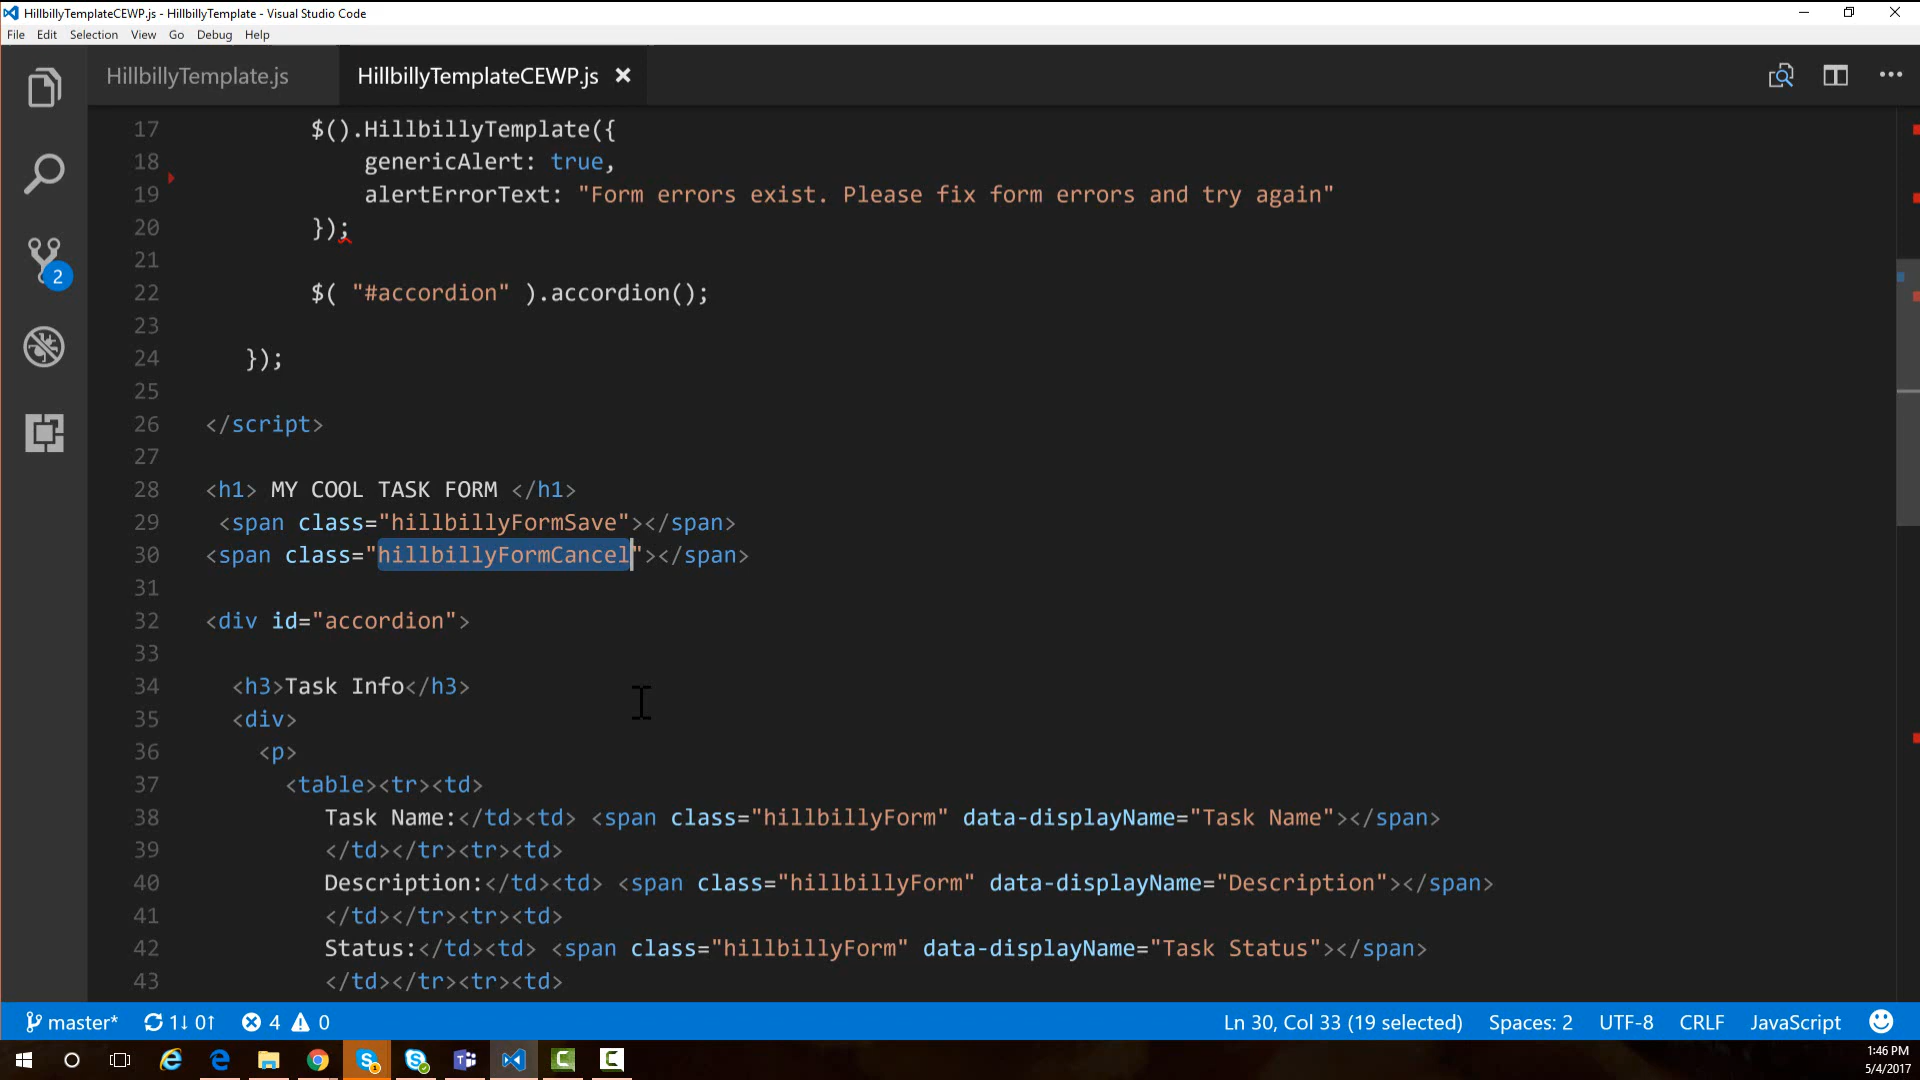 HillbillyTemplateCEWP.js - HillbillyTemplate - Visual Studio Code
File Edit Selection View Go Debug Help
HillbillyTemplate.js HillbillyTemplateCEWP.js
17 $().HillbillyTemplate({
18 genericAlert: true,
19 alertErrorText: "Form errors exist. Please fix form errors and try again"
20 });
21
22 $( "#accordion" ).accordion();
23
24 });
25
26 </script>
27
28 <h1> MY COOL TASK FORM </h1>
29 <span class="hillbillyFormSave"></span>
30 <span class="hillbillyFormCancel"></span>
31
32 <div id="accordion">
33
34 <h3>Task Info</h3>
35 <div>
36 <p>
37 <table><tr><td>
38 Task Name:</td><td> <span class="hillbillyForm" data-displayName="Task Name"></span>
39 </td></tr><tr><td>
40 Description:</td><td> <span class="hillbillyForm" data-displayName="Description"></span>
41 </td></tr><tr><td>
42 Status:</td><td> <span class="hillbillyForm" data-displayName="Task Status"></span>
43 </td></tr><tr><td>
2
master* 1↓ 0↑ 4 0 Ln 30, Col 33 (19 selected) Spaces: 2 UTF-8 CRLF JavaScript
1:46 PM
5/4/2017